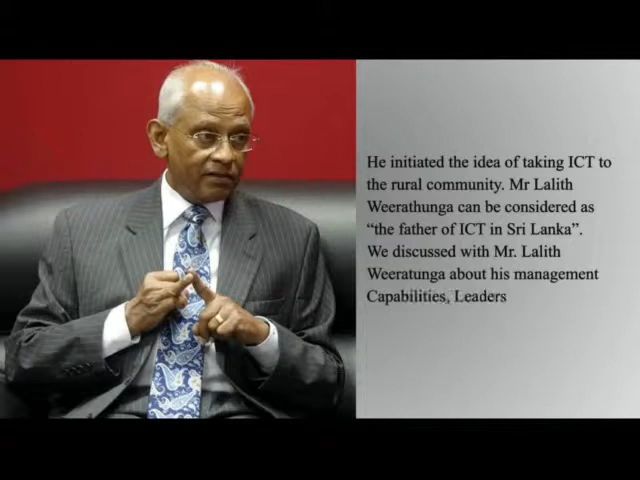 He initiated the idea of taking ICT to
the rural community. Mr Lalith
Weerathunga can be considered as
“the father of ICT in Sri Lanka”.
We discussed with Mr. Lalith
Weeratunga about his management
Capabilities, Leaders